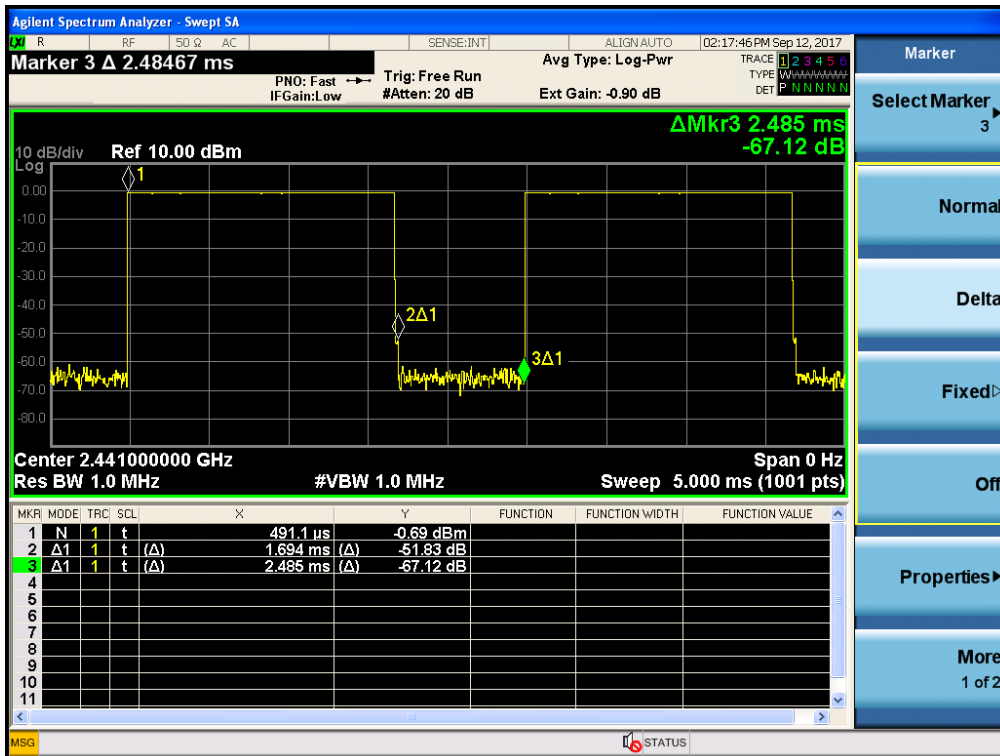 Agilent Spectrum Analyzer - Swept SA
LXI R RF 50 Ω AC SENSE:INT ALIGN AUTO 02:17:46 PM Sep 12, 2017
Marker 3 Δ 2.48467 ms
PNO: Fast
IFGain:Low
Trig: Free Run
#Atten: 20 dB
Avg Type: Log-Pwr
Ext Gain: -0.90 dB
TRACE 1 2 3 4 5 6
TYPE
DET P N N N N N
ΔMkr3 2.485 ms
-67.12 dB
10 dB/div Ref 10.00 dBm
Log
0.00
-10.0
-20.0
-30.0
-40.0
-50.0
-60.0
-70.0
-80.0
1
2Δ1
3Δ1
Center 2.441000000 GHz Span 0 Hz
Res BW 1.0 MHz #VBW 1.0 MHz Sweep 5.000 ms (1001 pts)
MKR MODE TRC SCL X Y FUNCTION FUNCTION WIDTH FUNCTION VALUE
1 N 1 t 491.1 µs -0.69 dBm
2 Δ1 1 t (Δ) 1.694 ms (Δ) -51.83 dB
3 Δ1 1 t (Δ) 2.485 ms (Δ) -67.12 dB
4
5
6
7
8
9
10
11
MSG STATUS
Marker
Select Marker
3
Normal
Delta
Fixed
Off
Properties
More
1 of 2